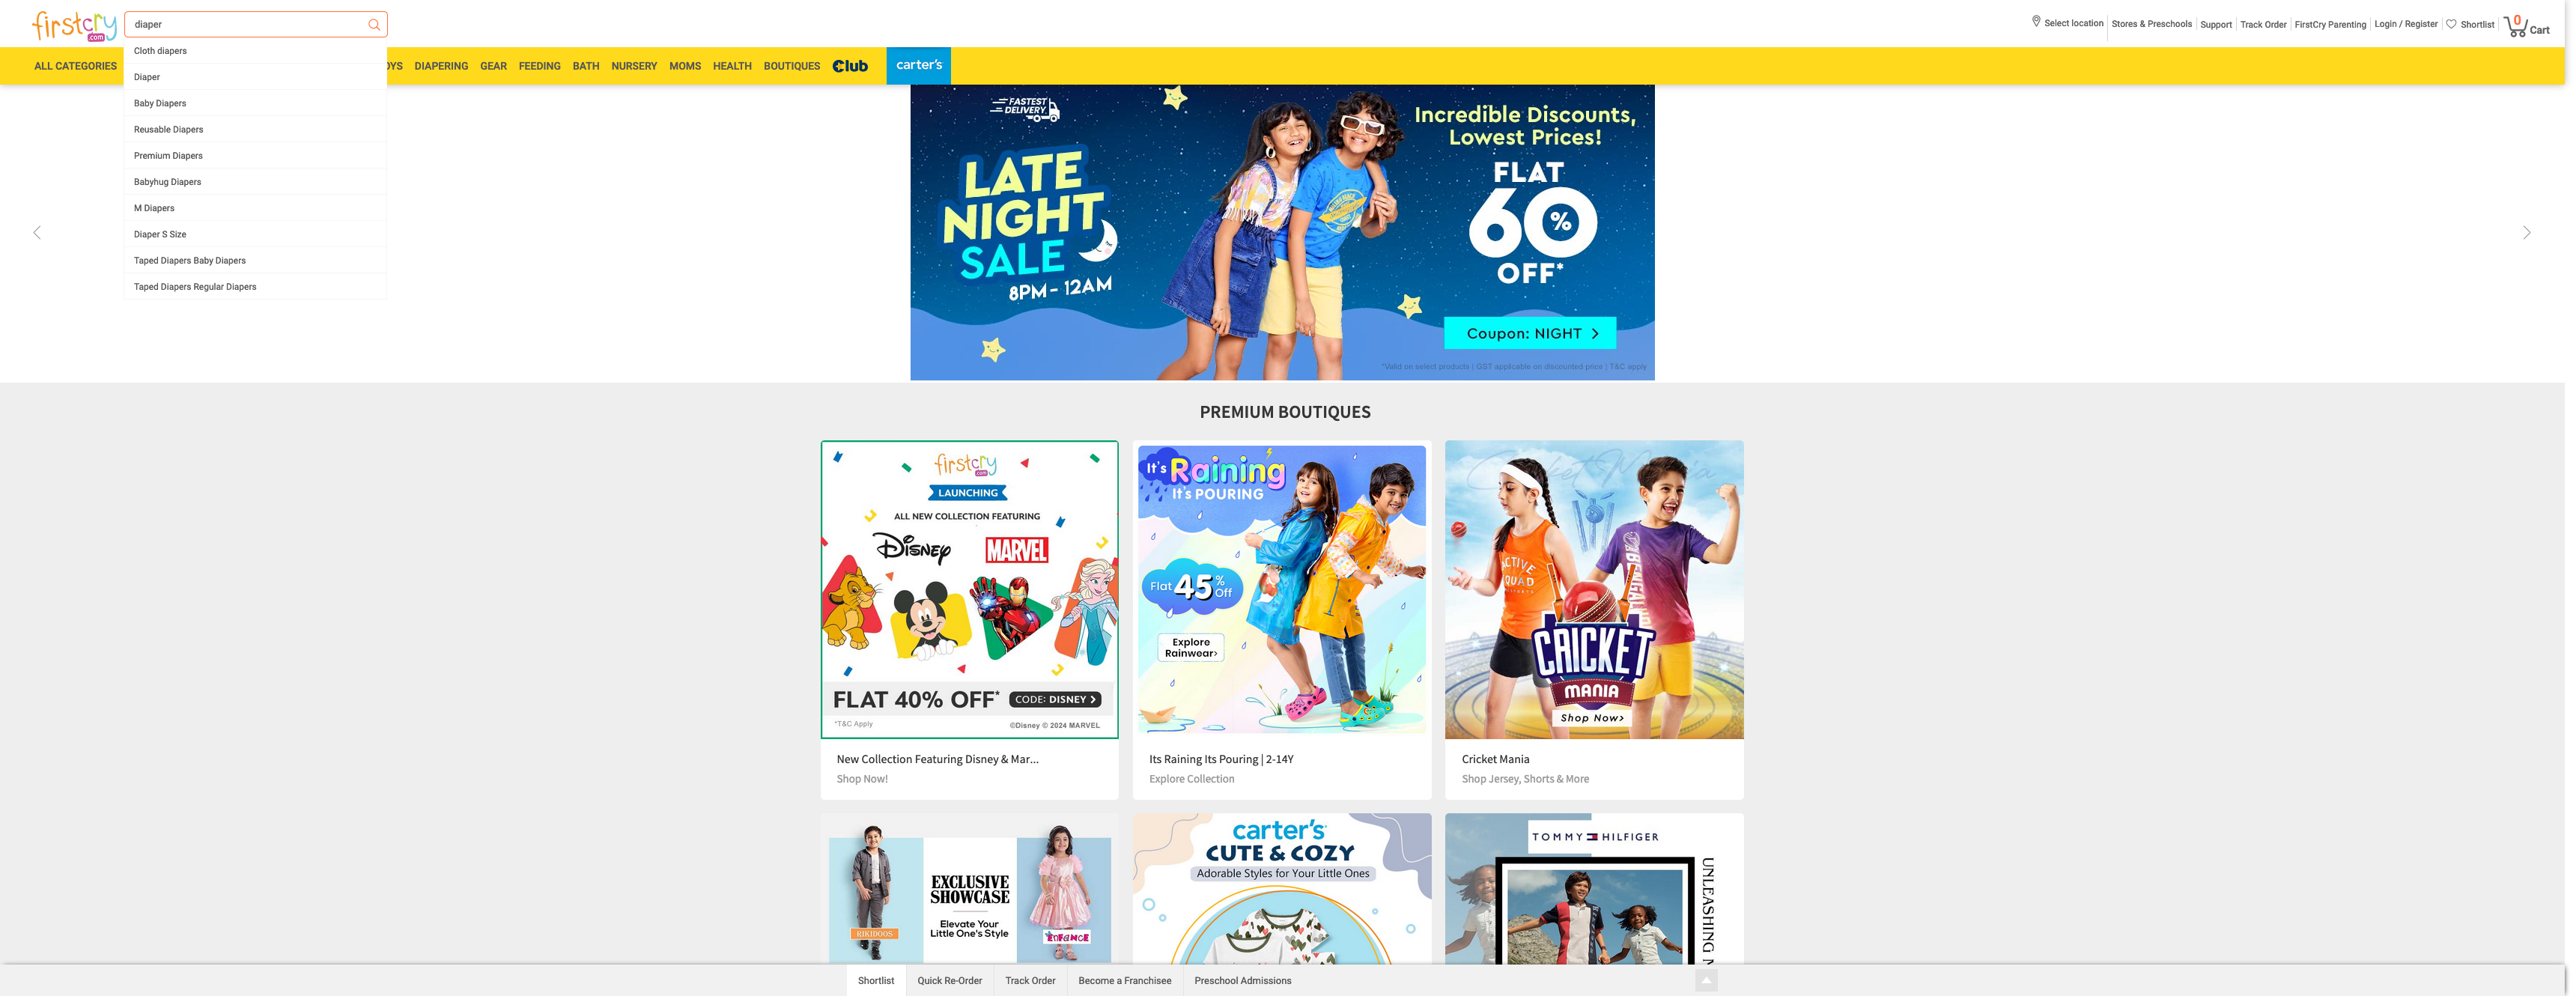 firstcry
.com
diaper
Select location
Stores & Preschools
Support
Track Order
FirstCry Parenting
Login / Register
Shortlist
0
Cart
ALL CATEGORIES
OYS
DIAPERING
GEAR
FEEDING
BATH
NURSERY
MOMS
HEALTH
BOUTIQUES
Club
carter's
Cloth diapers
Diaper
Baby Diapers
Reusable Diapers
Premium Diapers
Babyhug Diapers
M Diapers
Diaper S Size
Taped Diapers Baby Diapers
Taped Diapers Regular Diapers
FASTEST
DELIVERY
LATE
NIGHT
SALE
8PM - 12AM
Incredible Discounts,
Lowest Prices!
FLAT
60%
OFF*
Coupon: NIGHT >
*Valid on select products | GST applicable on discounted price | T&C apply
PREMIUM BOUTIQUES
firstcry
.com
LAUNCHING
ALL NEW COLLECTION FEATURING
Disney
MARVEL
FLAT 40% OFF*
CODE: DISNEY >
*T&C Apply
©Disney © 2024 MARVEL
New Collection Featuring Disney & Mar...
Shop Now!
It's Raining
It's POURING
Flat 45% Off
Explore
Rainwear>
Its Raining Its Pouring | 2-14Y
Explore Collection
ACTIVE
SQUAD
CRICKET
MANIA
Shop Now>
Cricket Mania
Shop Jersey, Shorts & More
EXCLUSIVE
SHOWCASE
Elevate Your
Little One's Style
RIKIDOOS
ENFANCE
carter's
CUTE & COZY
Adorable Styles for Your Little Ones
TOMMY HILFIGER
UNLEASHING
Shortlist
Quick Re-Order
Track Order
Become a Franchisee
Preschool Admissions